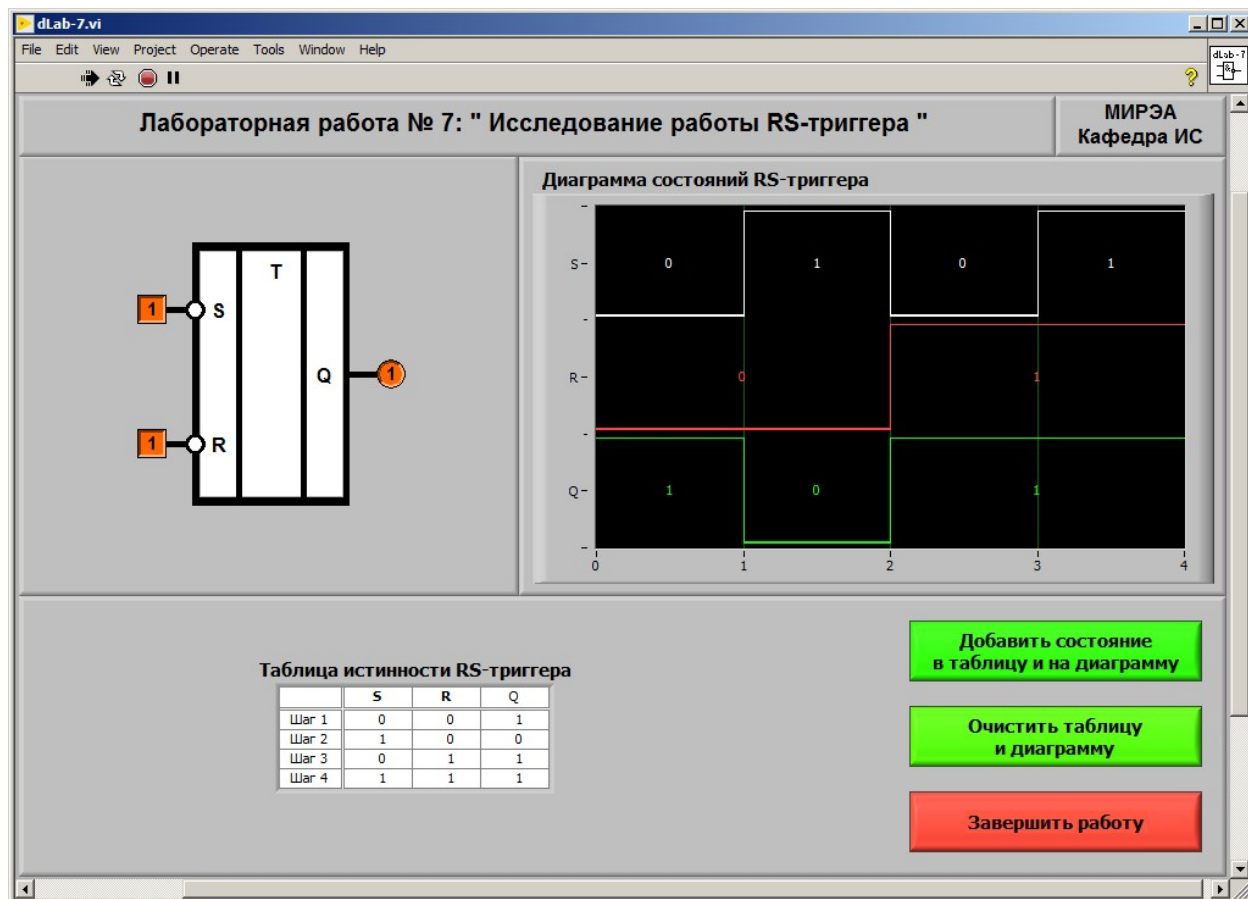 dLab-7.vi
File Edit View Project Operate Tools Window Help
dLab-7
&
Лабораторная работа № 7: " Исследование работы RS-триггера "
МИРЭА
Кафедра ИС
T
1 S
Q 1
1 R
Диаграмма состояний RS-триггера
S 0 1 0 1
R 0 1
Q 1 0 1
0 1 2 3 4
Таблица истинности RS-триггера
S R Q
Шаг 1 0 0 1
Шаг 2 1 0 0
Шаг 3 0 1 1
Шаг 4 1 1 1
Добавить состояние
в таблицу и на диаграмму
Очистить таблицу
и диаграмму
Завершить работу